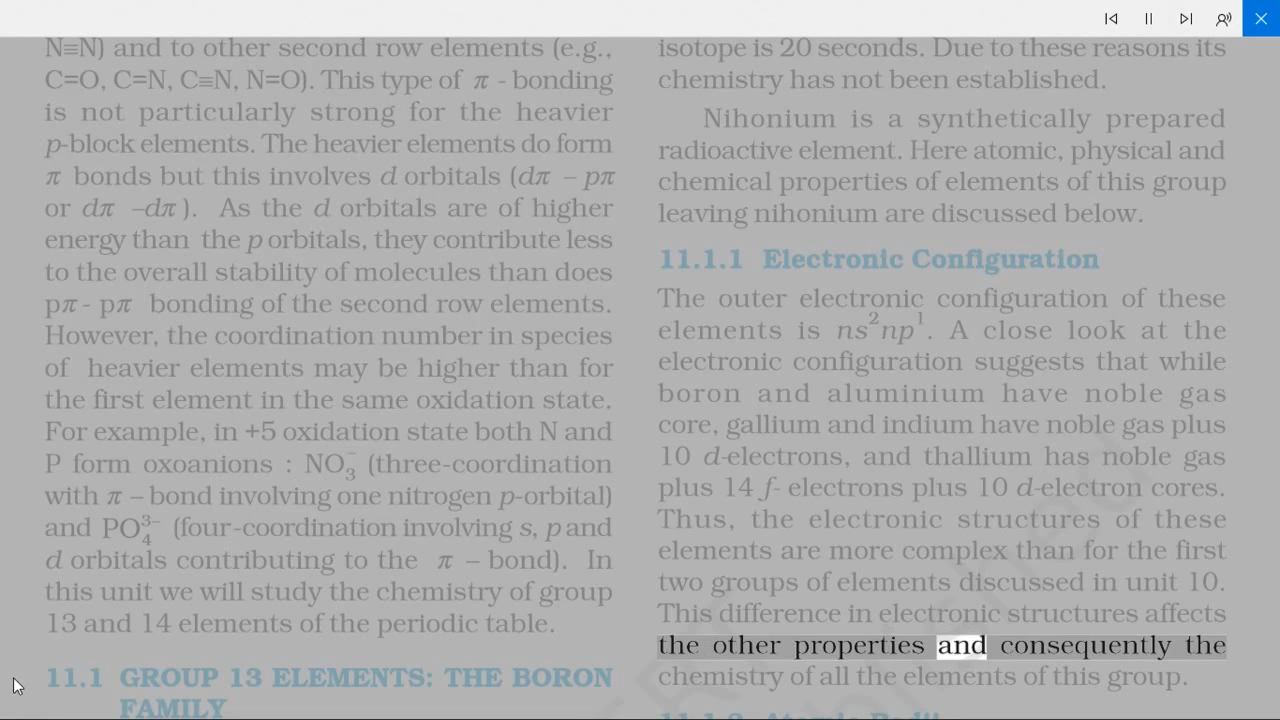 N≡N) and to other second row elements (e.g.,
C=O, C=N, C≡N, N=O). This type of π - bonding
is not particularly strong for the heavier
p-block elements. The heavier elements do form
π bonds but this involves d orbitals (dπ – pπ
or dπ –dπ ). As the d orbitals are of higher
energy than the p orbitals, they contribute less
to the overall stability of molecules than does
pπ - pπ bonding of the second row elements.
However, the coordination number in species
of heavier elements may be higher than for
the first element in the same oxidation state.
For example, in +5 oxidation state both N and
P form oxoanions : NO₃⁻ (three-coordination
with π – bond involving one nitrogen p-orbital)
and PO₄³⁻ (four-coordination involving s, p and
d orbitals contributing to the π – bond). In
this unit we will study the chemistry of group
13 and 14 elements of the periodic table.
11.1 GROUP 13 ELEMENTS: THE BORON
FAMILY
isotope is 20 seconds. Due to these reasons its
chemistry has not been established.
Nihonium is a synthetically prepared
radioactive element. Here atomic, physical and
chemical properties of elements of this group
leaving nihonium are discussed below.
11.1.1 Electronic Configuration
The outer electronic configuration of these
elements is ns²np¹. A close look at the
electronic configuration suggests that while
boron and aluminium have noble gas
core, gallium and indium have noble gas plus
10 d-electrons, and thallium has noble gas
plus 14 f- electrons plus 10 d-electron cores.
Thus, the electronic structures of these
elements are more complex than for the first
two groups of elements discussed in unit 10.
This difference in electronic structures affects
the other properties and consequently the
chemistry of all the elements of this group.
11.1.2 Atomic Radii